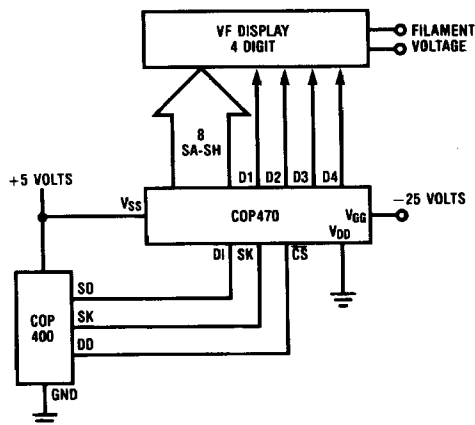 VF DISPLAY
4 DIGIT
FILAMENT
VOLTAGE
8
SA-SH
D1 D2 D3 D4
+5 VOLTS
VSS
COP470
VGG
−25 VOLTS
VDD
DI SK CS
COP
400
SO
SK
DO
GND